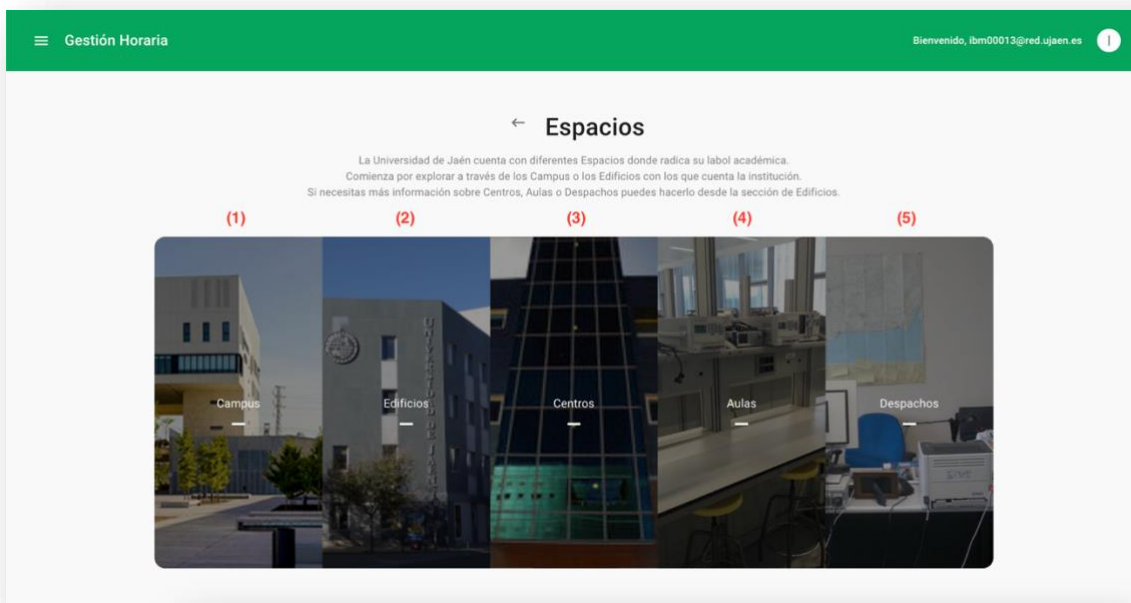 Gestión Horaria
Bienvenido, ibm00013@red.ujaen.es
I
Espacios
La Universidad de Jaén cuenta con diferentes Espacios donde radica su labol académica.
Comienza por explorar a través de los Campus o los Edificios con los que cuenta la institución.
Si necesitas más información sobre Centros, Aulas o Despachos puedes hacerlo desde la sección de Edificios.
(1) (2) (3) (4) (5)
UNIVERSIDAD DE JAÉN
Campus Edificios Centros Aulas Despachos